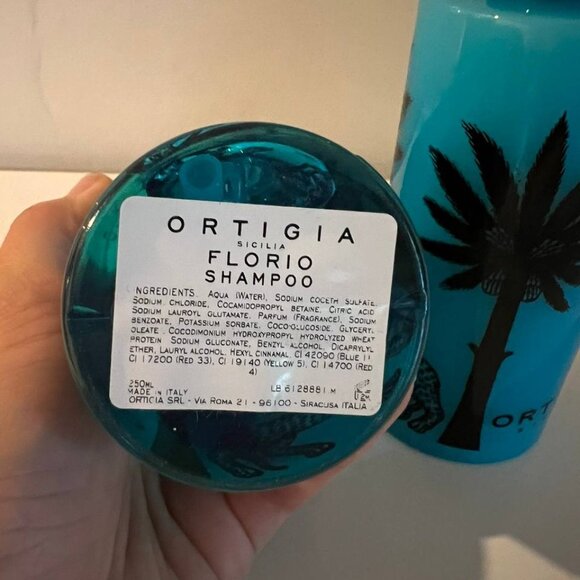 ORTIGIA
SICILIA
FLORIO
SHAMPOO
INGREDIENTS: AQUA (WATER), SODIUM COCETH SULFATE,
SODIUM CHLORIDE, COCAMIDOPROPYL BETAINE, CITRIC ACID
SODIUM LAUROYL GLUTAMATE, PARFUM (FRAGRANCE), SODIUM
BENZOATE, POTASSIUM SORBATE, COCO-GLUCOSIDE, GLYCERYL
OLEATE, COCODIMONIUM HYDROXYPROPYL HYDROLYZED WHEAT
PROTEIN SODIUM GLUCONATE, BENZYL ALCOHOL, DICAPRYLYL
ETHER, LAURYL ALCOHOL, HEXYL CINNAMAL, CI 42090 (BLUE 1)
CI 17200 (RED 33), CI 19140 (YELLOW 5), CI 14700 (RED
4)
250ML
MADE IN ITALY LB 6128881 M
ORTIGIA SRL - VIA ROMA 21 - 96100 - SIRACUSA ITALIA
ORTIG
S